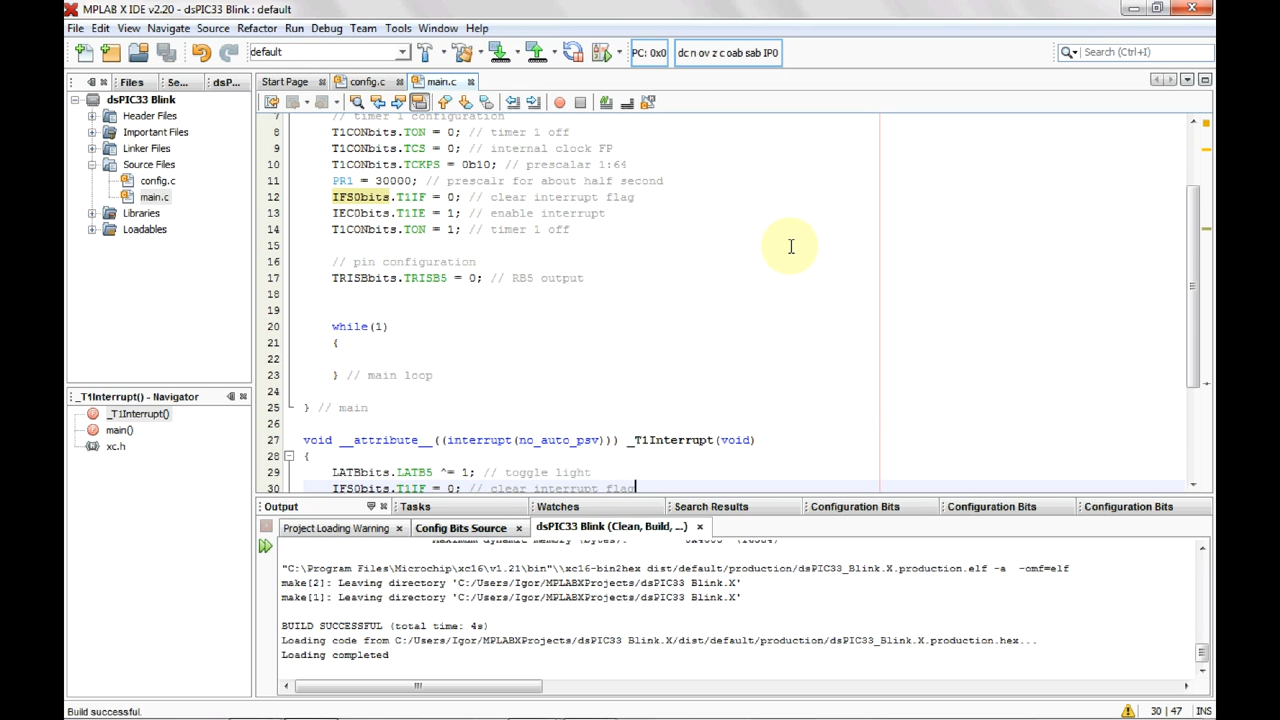 MPLAB X IDE v2.20 - dsPIC33 Blink : default
File Edit View Navigate Source Refactor Run Debug Team Tools Window Help
default PC: 0x0 dc n ov z c oab sab IP0 Search (Ctrl+I)
Files Se... dsP...
Start Page config.c main.c
dsPIC33 Blink
Header Files
Important Files
Linker Files
Source Files
config.c
main.c
Libraries
Loadables
7 // timer 1 configuration
8 T1CONbits.TON = 0; // timer 1 off
9 T1CONbits.TCS = 0; // internal clock FP
10 T1CONbits.TCKPS = 0b10; // prescalar 1:64
11 PR1 = 30000; // prescalr for about half second
12 IFS0bits.T1IF = 0; // clear interrupt flag
13 IEC0bits.T1IE = 1; // enable interrupt
14 T1CONbits.TON = 1; // timer 1 off
15
16 // pin configuration
17 TRISBbits.TRISB5 = 0; // RB5 output
18
19
20 while(1)
21 {
22
23 } // main loop
24
25 } // main
26
27 void __attribute__((interrupt(no_auto_psv))) _T1Interrupt(void)
28 {
29 LATBbits.LATB5 ^= 1; // toggle light
30 IFS0bits.T1IF = 0; // clear interrupt flag
_T1Interrupt() - Navigator
_T1Interrupt()
main()
xc.h
Output Tasks Watches Search Results Configuration Bits Configuration Bits Configuration Bits
Project Loading Warning Config Bits Source dsPIC33 Blink (Clean, Build, ...)
Maximum dynamic memory (bytes): 0x4000 (16384)
"C:\Program Files\Microchip\xc16\v1.21\bin"\\xc16-bin2hex dist/default/production/dsPIC33_Blink.X.production.elf -a -omf=elf
make[2]: Leaving directory 'C:/Users/Igor/MPLABXProjects/dsPIC33 Blink.X'
make[1]: Leaving directory 'C:/Users/Igor/MPLABXProjects/dsPIC33 Blink.X'
BUILD SUCCESSFUL (total time: 4s)
Loading code from C:/Users/Igor/MPLABXProjects/dsPIC33 Blink.X/dist/default/production/dsPIC33_Blink.X.production.hex...
Loading completed
Build successful. 30 | 47 INS